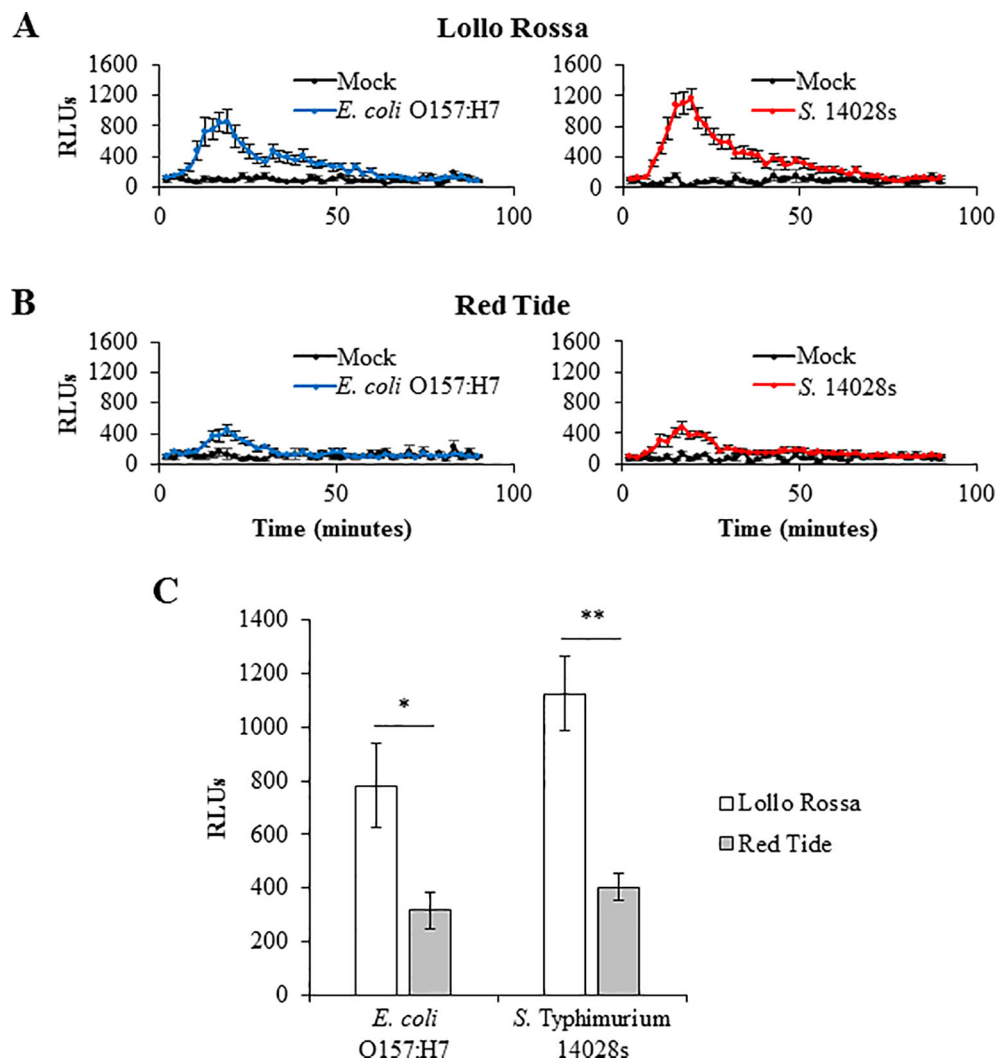 A
Lollo Rossa
RLUs
1600
1200
800
400
0
Mock
E. coli O157:H7
0 50 100
1600
1200
800
400
0
Mock
S. 14028s
0 50 100
B
Red Tide
RLUs
1600
1200
800
400
0
Mock
E. coli O157:H7
0 50 100
Time (minutes)
1600
1200
800
400
0
Mock
S. 14028s
0 50 100
Time (minutes)
C
RLUs
1400
1200
1000
800
600
400
200
0
*
**
Lollo Rossa
Red Tide
E. coli
O157:H7
S. Typhimurium
14028s